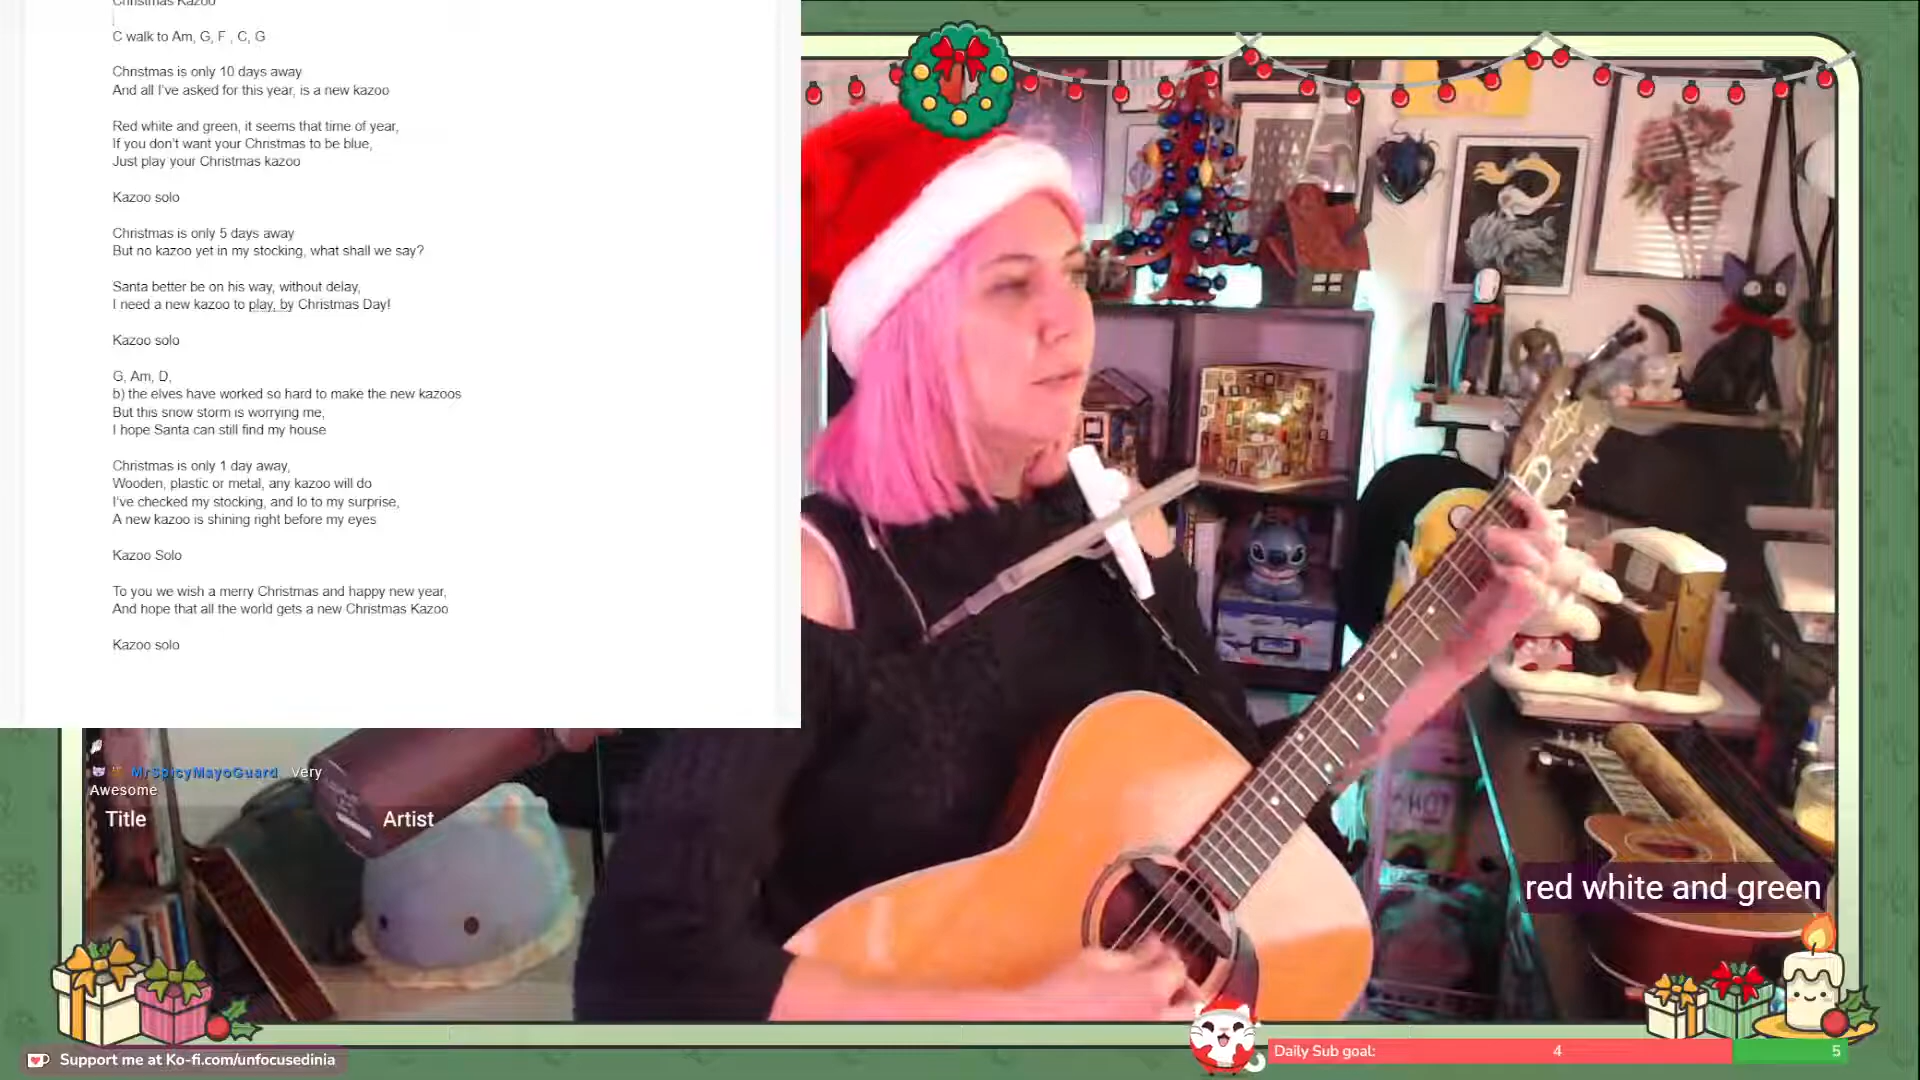 Christmas Kazoo
C walk to Am, G, F , C, G
Christmas is only 10 days away
And all I've asked for this year, is a new kazoo
Red white and green, it seems that time of year,
If you don't want your Christmas to be blue,
Just play your Christmas kazoo
Kazoo solo
Christmas is only 5 days away
But no kazoo yet in my stocking, what shall we say?
Santa better be on his way, without delay,
I need a new kazoo to play, by Christmas Day!
Kazoo solo
G, Am, D,
b) the elves have worked so hard to make the new kazoos
But this snow storm is worrying me,
I hope Santa can still find my house
Christmas is only 1 day away,
Wooden, plastic or metal, any kazoo will do
I've checked my stocking, and lo to my surprise,
A new kazoo is shining right before my eyes
Kazoo Solo
To you we wish a merry Christmas and happy new year,
And hope that all the world gets a new Christmas Kazoo
Kazoo solo
MrSpicyMayoGuard Very
Awesome
Title Artist
red white and green
Support me at Ko-fi.com/unfocusedinia
Daily Sub goal: 4 5